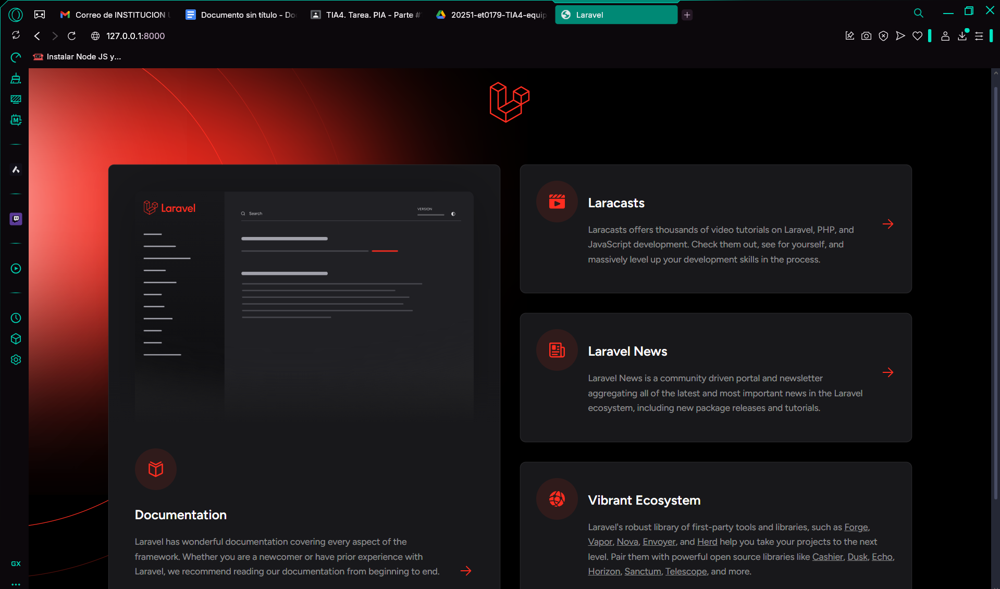 Correo de INSTITUCION
Documento sin título - Do
TIA4. Tarea. PIA - Parte #
20251-et0179-TIA4-equip
Laravel
127.0.0.1:8000
Instalar Node JS y...
M
Laravel
Search
VERSION
Documentation
Laravel has wonderful documentation covering every aspect of the
framework. Whether you are a newcomer or have prior experience with
Laravel, we recommend reading our documentation from beginning to end.
Laracasts
Laracasts offers thousands of video tutorials on Laravel, PHP, and
JavaScript development. Check them out, see for yourself, and
massively level up your development skills in the process.
Laravel News
Laravel News is a community driven portal and newsletter
aggregating all of the latest and most important news in the Laravel
ecosystem, including new package releases and tutorials.
Vibrant Ecosystem
Laravel's robust library of first-party tools and libraries, such as Forge,
Vapor, Nova, Envoyer, and Herd help you take your projects to the next
level. Pair them with powerful open source libraries like Cashier, Dusk, Echo,
Horizon, Sanctum, Telescope, and more.
GX